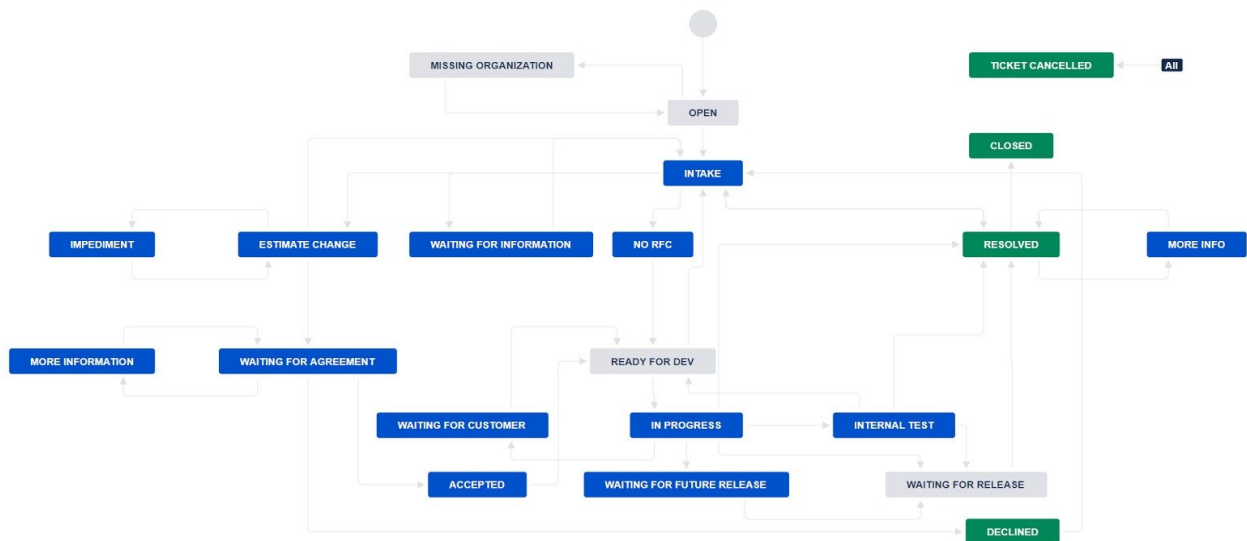 MISSING ORGANIZATION
TICKET CANCELLED
All
OPEN
CLOSED
INTAKE
IMPEDIMENT
ESTIMATE CHANGE
WAITING FOR INFORMATION
NO RFC
RESOLVED
MORE INFO
MORE INFORMATION
WAITING FOR AGREEMENT
READY FOR DEV
WAITING FOR CUSTOMER
IN PROGRESS
INTERNAL TEST
ACCEPTED
WAITING FOR FUTURE RELEASE
WAITING FOR RELEASE
DECLINED